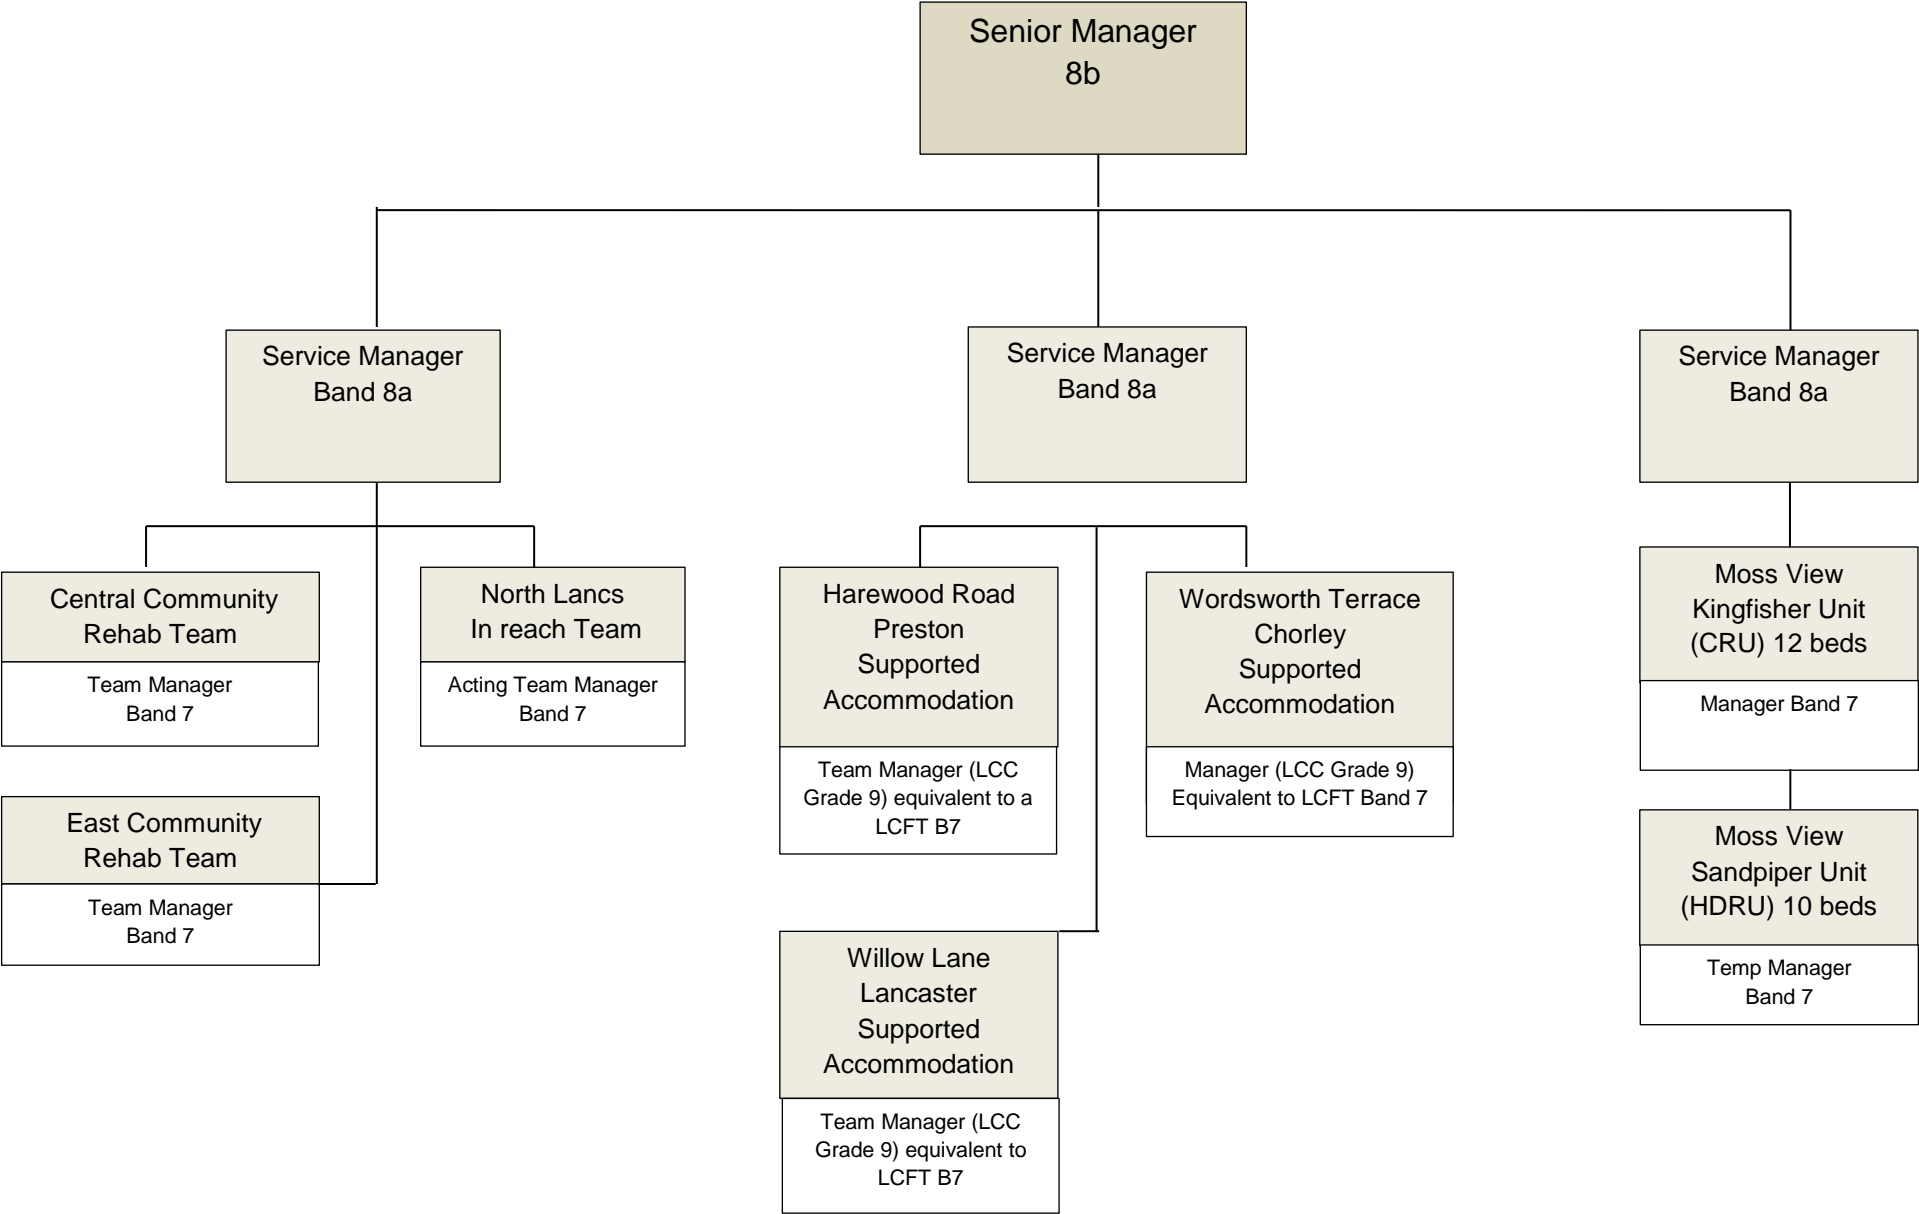 Senior Manager
8b
Service Manager
Band 8a
Service Manager
Band 8a
Service Manager
Band 8a
Central Community
Rehab Team
Team Manager
Band 7
North Lancs
In reach Team
Acting Team Manager
Band 7
East Community
Rehab Team
Team Manager
Band 7
Harewood Road
Preston
Supported
Accommodation
Team Manager (LCC
Grade 9) equivalent to a
LCFT B7
Wordsworth Terrace
Chorley
Supported
Accommodation
Manager (LCC Grade 9)
Equivalent to LCFT Band 7
Willow Lane
Lancaster
Supported
Accommodation
Team Manager (LCC
Grade 9) equivalent to
LCFT B7
Moss View
Kingfisher Unit
(CRU) 12 beds
Manager Band 7
Moss View
Sandpiper Unit
(HDRU) 10 beds
Temp Manager
Band 7